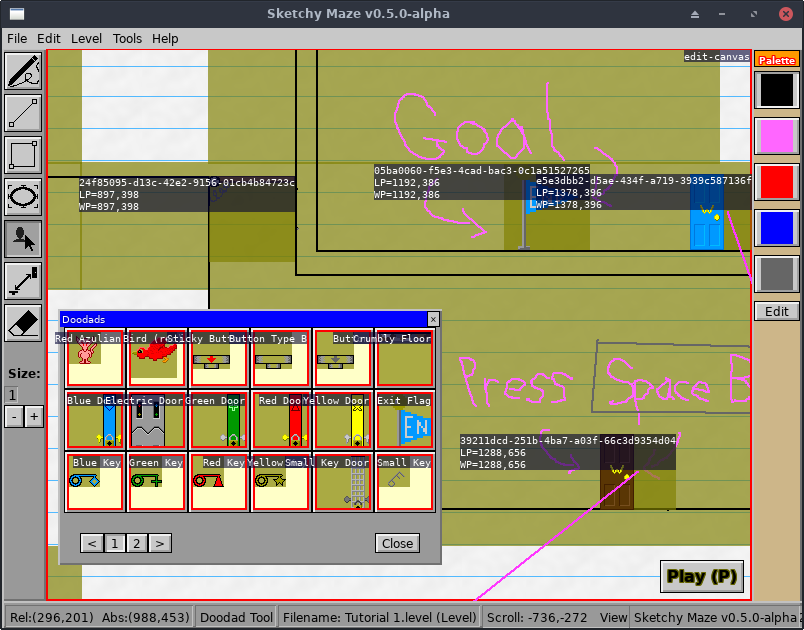 Sketchy Maze v0.5.0-alpha
File Edit Level Tools Help
edit-canvas
Palette
Goal
05ba0060-f5e3-4cad-bac3-0c1a51527265
LP=1192,386
WP=1192,386
24f85095-d13c-42e2-9156-01cb4b84723c
LP=897,398
WP=897,398
e5e3dbb2-d5ae-434f-a719-3939c587136f
LP=1378,396
WP=1378,396
Edit
Doodads
Red Azulian Bird (re Sticky Butt Button Type B But Crumbly Floor
Blue Do Electric Door Green Door Red Doo Yellow Door Exit Flag
EN
Blue Key Green Key Red Key Yellow Small Key Door Small Key
< 1 2 > Close
Size:
1
- +
Press Space B
39211dcd-251b-4ba7-a03f-66c3d9354d04
LP=1288,656
WP=1288,656
Play (P)
Rel:(296,201) Abs:(988,453) Doodad Tool Filename: Tutorial 1.level (Level) Scroll: -736,-272 View Sketchy Maze v0.5.0-alpha